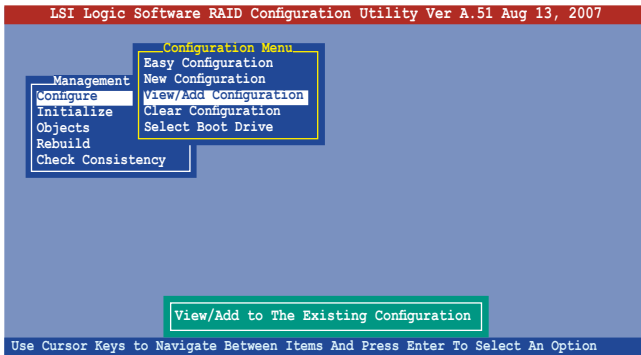 LSI Logic Software RAID Configuration Utility Ver A.51 Aug 13, 2007
Configuration Menu
Easy Configuration
New Configuration
View/Add Configuration
Clear Configuration
Select Boot Drive
Management
Configure
Initialize
Objects
Rebuild
Check Consistency
View/Add to The Existing Configuration
Use Cursor Keys to Navigate Between Items And Press Enter To Select An Option